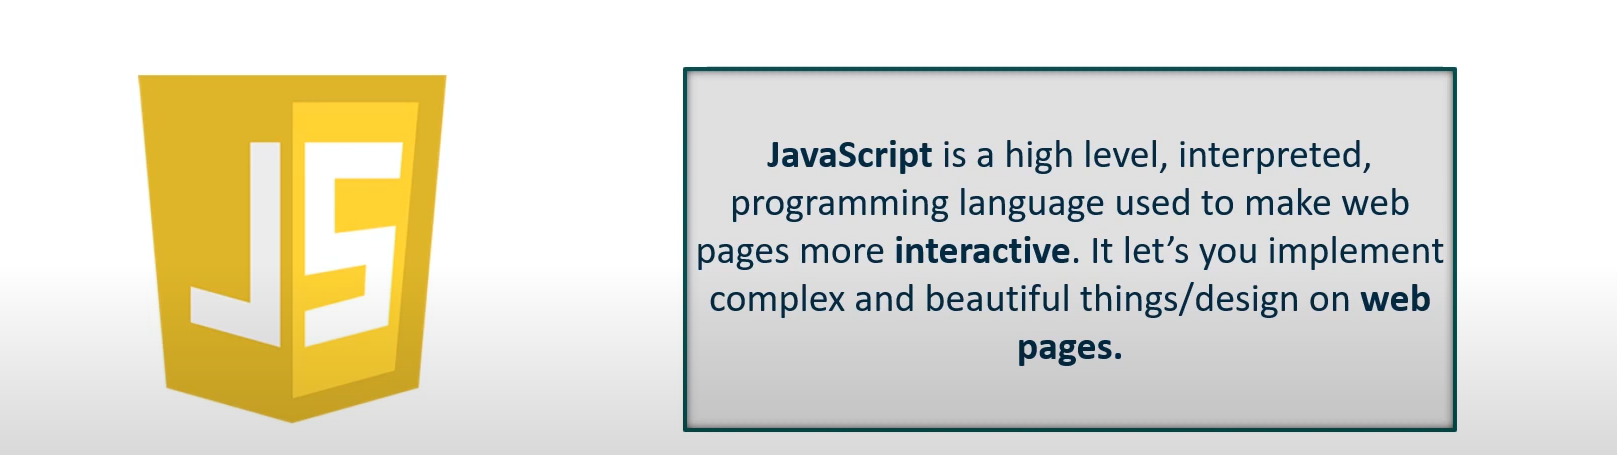 JS
JavaScript is a high level, interpreted,
programming language used to make web
pages more interactive. It let’s you implement
complex and beautiful things/design on web
pages.